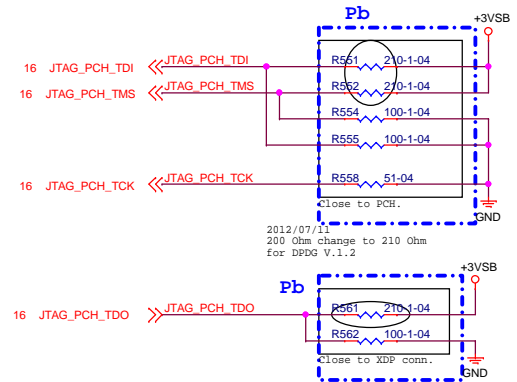 Pb
+3VSB
16 JTAG_PCH_TDI JTAG_PCH_TDI R551 210-1-04
16 JTAG_PCH_TMS JTAG_PCH_TMS R552 210-1-04
R554 100-1-04
R555 100-1-04
16 JTAG_PCH_TCK JTAG_PCH_TCK R558 51-04
Close to PCH.
GND
2012/07/11
200 Ohm change to 210 Ohm
for DPDG V.1.2
+3VSB
Pb
16 JTAG_PCH_TDO JTAG_PCH_TDO R561 210-1-04
R562 100-1-04
Close to XDP conn.
GND